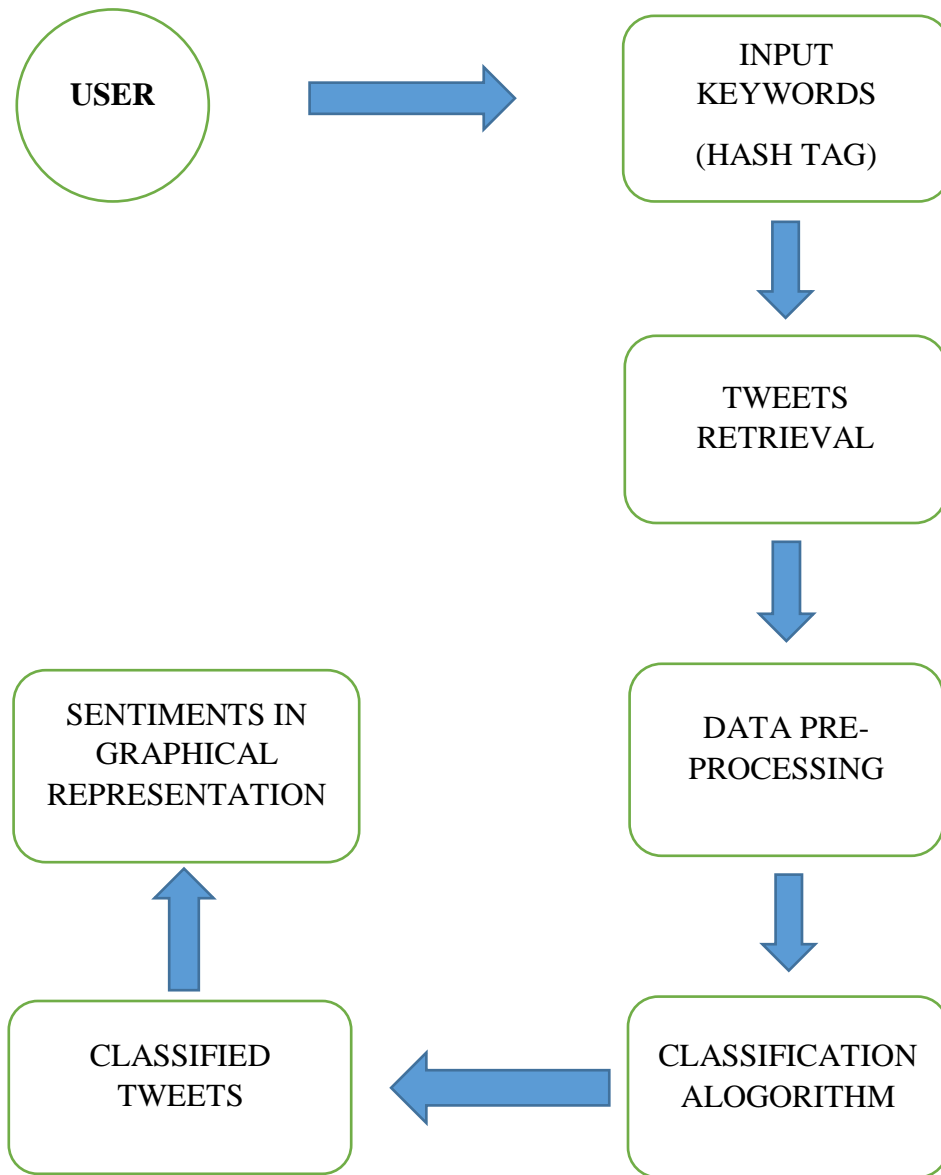 USER
INPUT
KEYWORDS
(HASH TAG)
TWEETS
RETRIEVAL
DATA PRE-
PROCESSING
CLASSIFICATION
ALOGORITHM
CLASSIFIED
TWEETS
SENTIMENTS IN
GRAPHICAL
REPRESENTATION